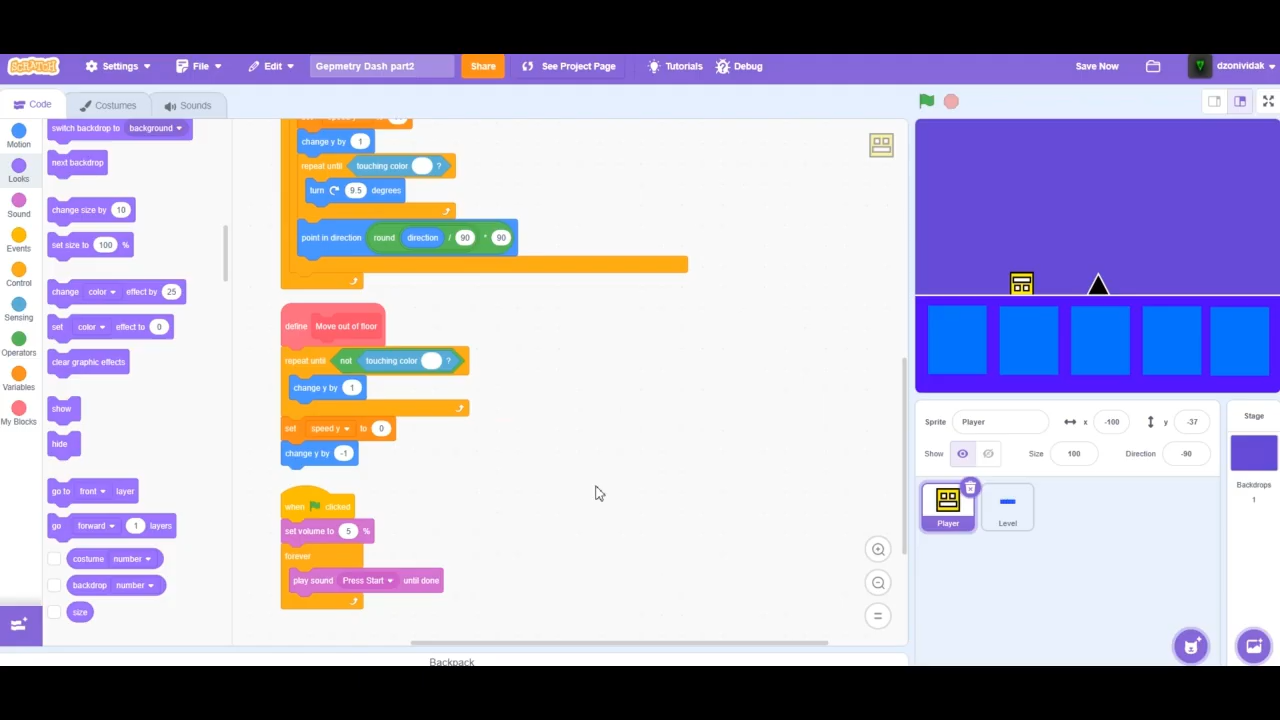 SCRATCH Settings File Edit Gepmetry Dash part2 Share See Project Page Tutorials Debug Save Now dzonividak
Code Costumes Sounds
Motion
Looks
Sound
Events
Control
Sensing
Operators
Variables
My Blocks
switch backdrop to background
next backdrop
change size by 10
set size to 100 %
change color effect by 25
set color effect to 0
clear graphic effects
show
hide
go to front layer
go forward 1 layers
costume number
backdrop number
size
change y by 1
repeat until touching color ?
turn 9.5 degrees
point in direction round direction / 90 * 90
define Move out of floor
repeat until not touching color ?
change y by 1
set speed y to 0
change y by -1
when clicked
set volume to 5 %
forever
play sound Press Start until done
Backpack
Sprite Player x -100 y -37
Show Size 100 Direction -90
Player
Level
Stage
Backdrops
1